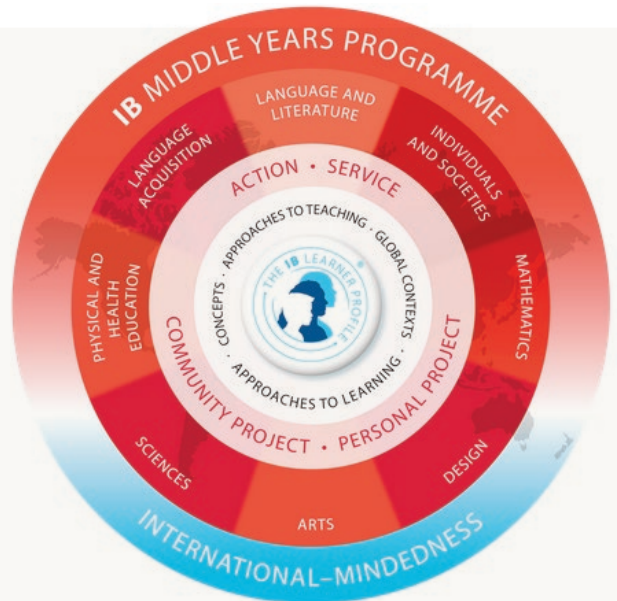 IB MIDDLE YEARS PROGRAMME
LANGUAGE AND
LITERATURE
INDIVIDUALS
AND SOCIETIES
MATHEMATICS
DESIGN
ARTS
SCIENCES
PHYSICAL AND
HEALTH
EDUCATION
LANGUAGE
ACQUISITION
ACTION • SERVICE
COMMUNITY PROJECT • PERSONAL PROJECT
APPROACHES TO TEACHING · GLOBAL CONTEXTS ·
APPROACHES TO LEARNING · CONCEPTS ·
THE IB LEARNER PROFILE ®
INTERNATIONAL–MINDEDNESS